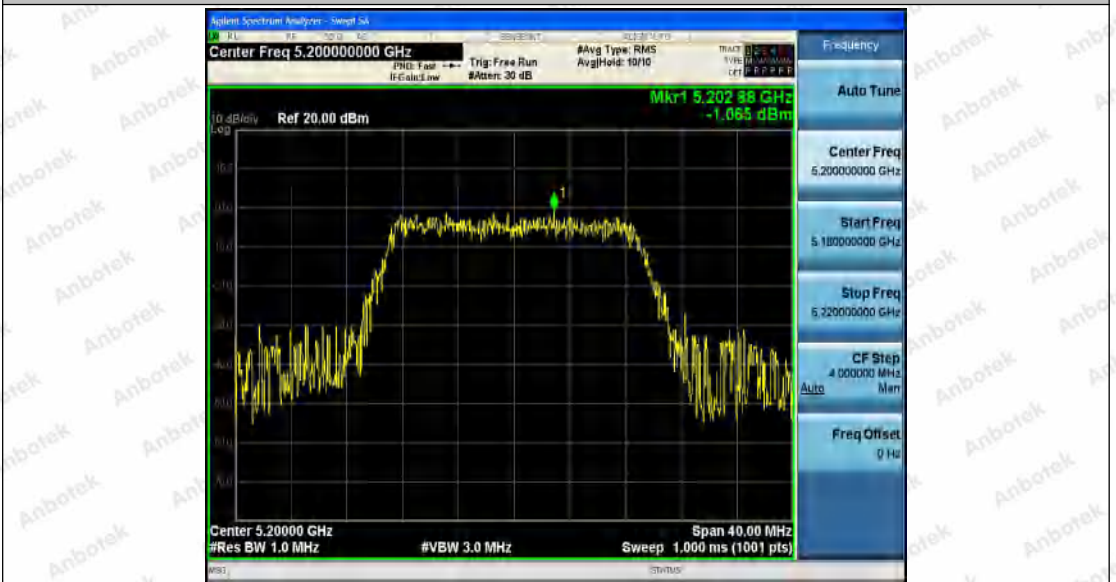 Agilent Spectrum Analyzer - Swept SA
Center Freq 5.200000000 GHz
PNO: Fast
IFGain:Low
Trig: Free Run
#Atten: 30 dB
#Avg Type: RMS
Avg|Hold: 10/10
TRACE
TYPE
DET P P P P P P
Mkr1 5.202 88 GHz
-1.065 dBm
10 dB/div
Log
Ref 20.00 dBm
1
Center 5.20000 GHz
Span 40.00 MHz
#Res BW 1.0 MHz
#VBW 3.0 MHz
Sweep 1.000 ms (1001 pts)
MSG
STATUS
Frequency
Auto Tune
Center Freq
5.200000000 GHz
Start Freq
5.180000000 GHz
Stop Freq
5.220000000 GHz
CF Step
4.000000 MHz
Auto Man
Freq Offset
0 Hz
Anbotek